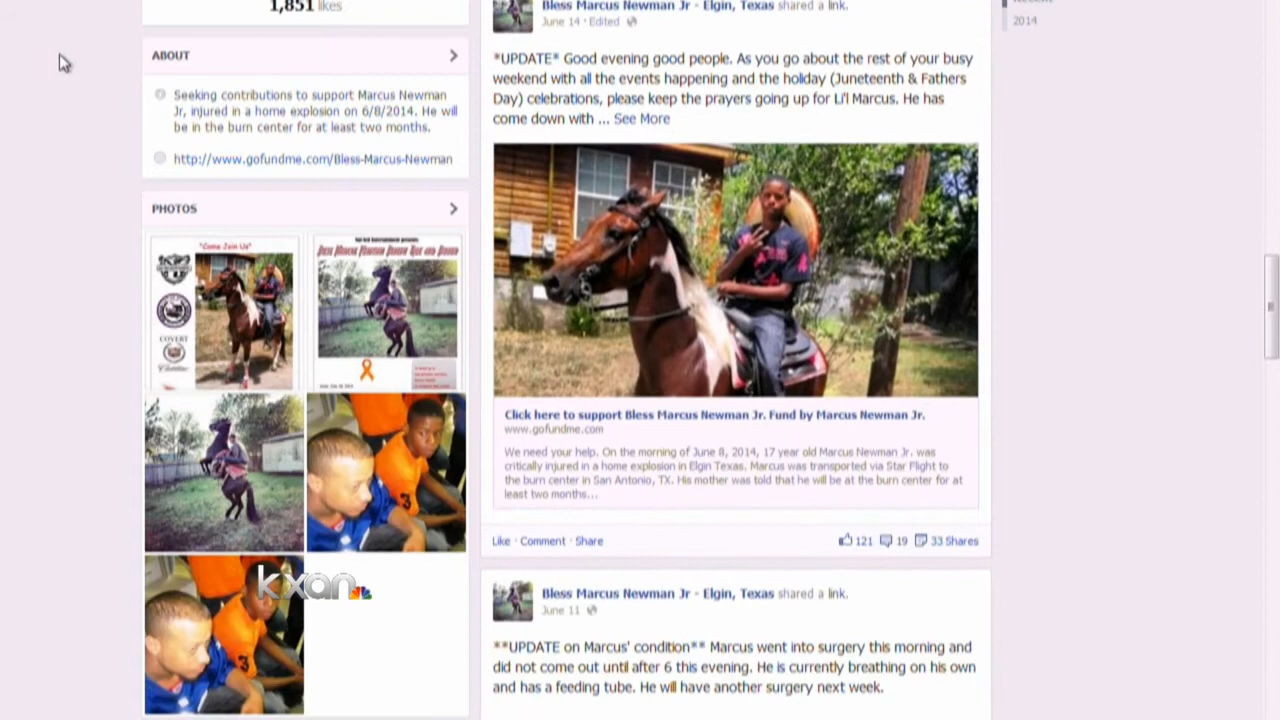 1,851 likes
ABOUT
Seeking contributions to support Marcus Newman
Jr, injured in a home explosion on 6/8/2014. He will
be in the burn center for at least two months.
http://www.gofundme.com/Bless-Marcus-Newman
PHOTOS
"Come Join Us"
COVERT
Cadillac
kxan
Bless Marcus Newman Jr - Elgin, Texas shared a link.
June 14 · Edited
*UPDATE* Good evening good people. As you go about the rest of your busy
weekend with all the events happening and the holiday (Juneteenth & Fathers
Day) celebrations, please keep the prayers going up for Li'l Marcus. He has
come down with ... See More
Click here to support Bless Marcus Newman Jr. Fund by Marcus Newman Jr.
www.gofundme.com
We need your help. On the morning of June 8, 2014, 17 year old Marcus Newman Jr. was
critically injured in a home explosion in Elgin Texas. Marcus was transported via Star Flight to
the burn center in San Antonio, TX. His mother was told that he will be at the burn center for at
least two months...
Like · Comment · Share
121 19 33 Shares
Bless Marcus Newman Jr - Elgin, Texas shared a link.
June 11
**UPDATE on Marcus' condition** Marcus went into surgery this morning and
did not come out until after 6 this evening. He is currently breathing on his own
and has a feeding tube. He will have another surgery next week.
Recent
2014